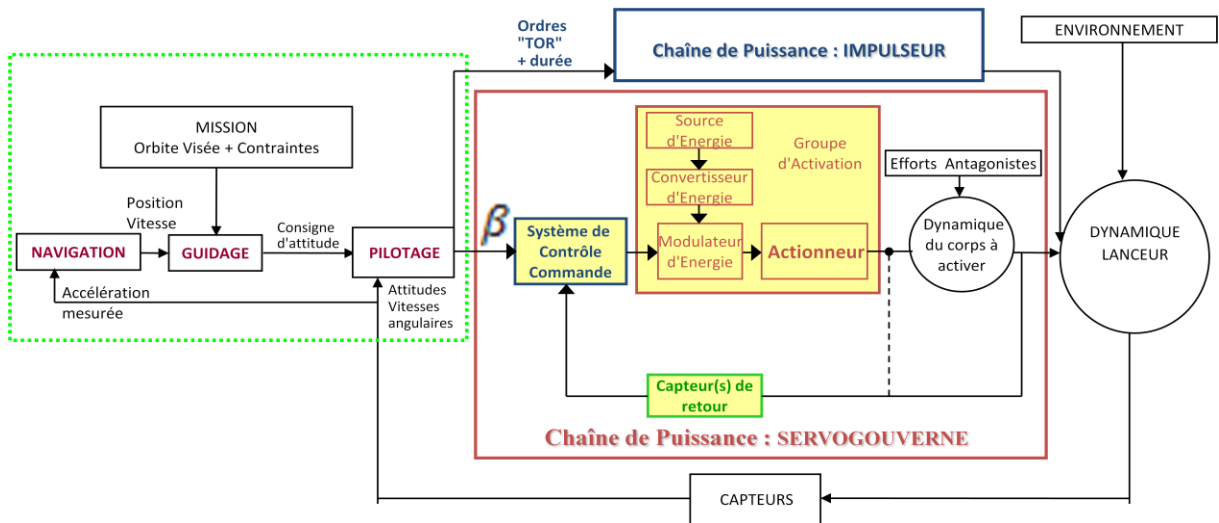 Ordres
"TOR"
+ durée
Chaîne de Puissance : IMPULSEUR
ENVIRONNEMENT
MISSION
Orbite Visée + Contraintes
Source
d'Energie
Groupe
d'Activation
Convertisseur
d'Energie
Efforts Antagonistes
Position
Vitesse
Consigne
d'attitude
β
NAVIGATION
GUIDAGE
PILOTAGE
Système de
Contrôle
Commande
Modulateur
d'Energie
Actionneur
Dynamique
du corps à
activer
DYNAMIQUE
LANCEUR
Accélération
mesurée
Attitudes
Vitesses
angulaires
Capteur(s) de
retour
Chaîne de Puissance : SERVOGOUVERNE
CAPTEURS